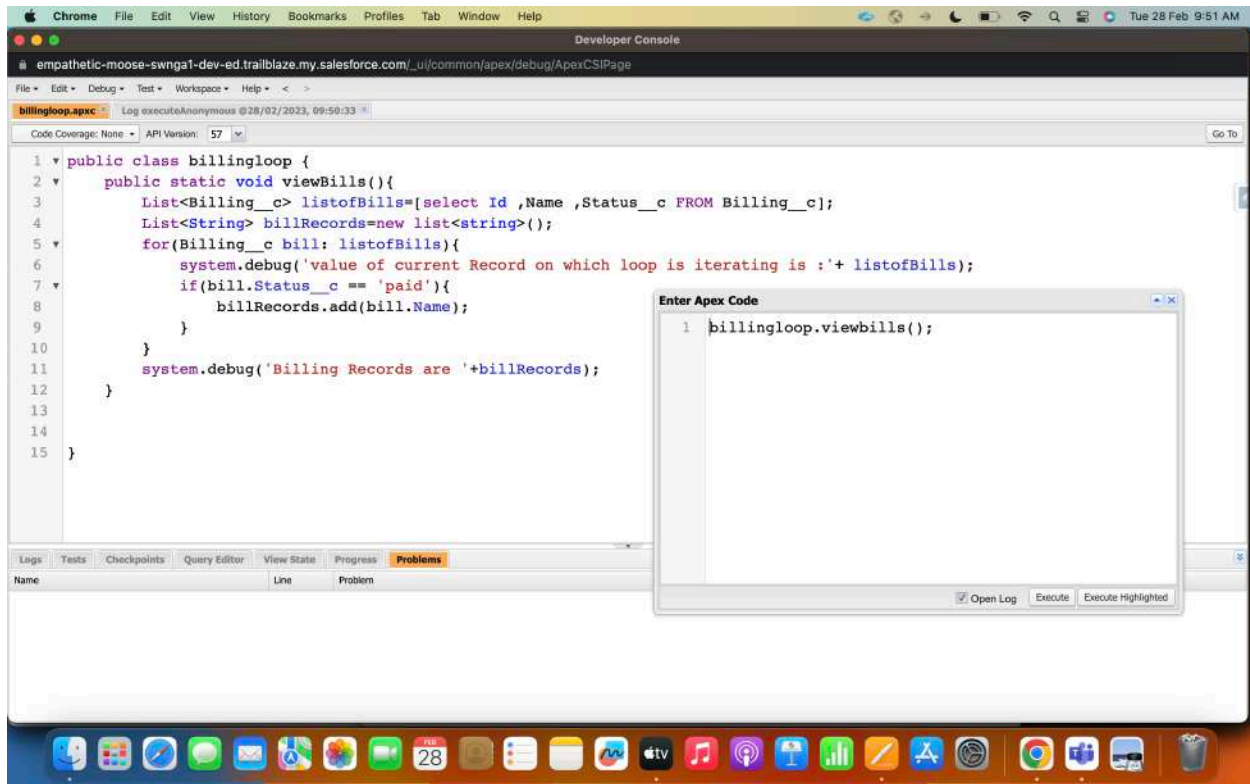 Chrome File Edit View History Bookmarks Profiles Tab Window Help Tue 28 Feb 9:51 AM
Developer Console
empathetic-moose-swnga1-dev-ed.trailblaze.my.salesforce.com/_ui/common/apex/debug/ApexCSIPage
File Edit Debug Test Workspace Help < >
billingloop.apxc Log executeAnonymous @28/02/2023, 09:50:33
Code Coverage: None API Version: 57 Go To
1 public class billingloop {
2 public static void viewBills(){
3 List<Billing__c> listofBills=[select Id ,Name ,Status__c FROM Billing__c];
4 List<String> billRecords=new list<string>();
5 for(Billing__c bill: listofBills){
6 system.debug('value of current Record on which loop is iterating is :'+ listofBills);
7 if(bill.Status__c == 'paid'){
8 billRecords.add(bill.Name);
9 }
10 }
11 system.debug('Billing Records are '+billRecords);
12 }
13
14
15 }
Enter Apex Code
1 billingloop.viewbills();
Open Log Execute Execute Highlighted
Logs Tests Checkpoints Query Editor View State Progress Problems
Name Line Problem
FEB
28
tv